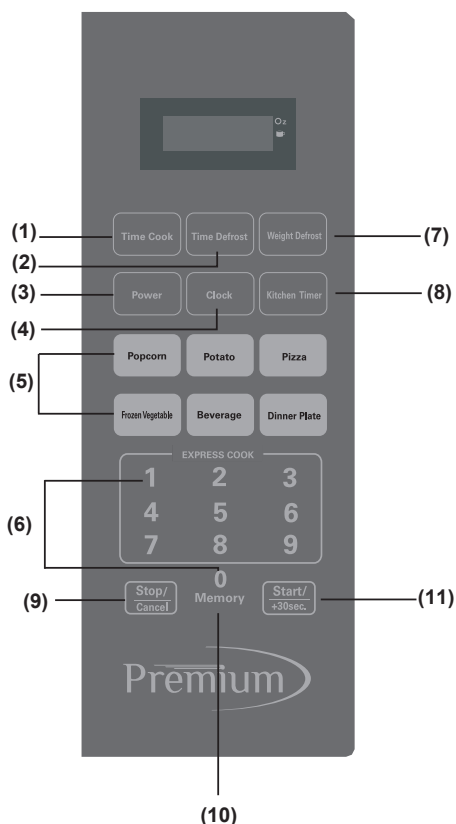 O₂
(1) Time Cook Time Defrost Weight Defrost (7)
(2)
(3) Power Clock Kitchen Timer (8)
(4)
Popcorn Potato Pizza
(5)
Frozen Vegetable Beverage Dinner Plate
EXPRESS COOK
1 2 3
4 5 6
(6)
7 8 9
0
(9) Stop/ Memory Start/ (11)
Cancel +30sec.
Premium
(10)